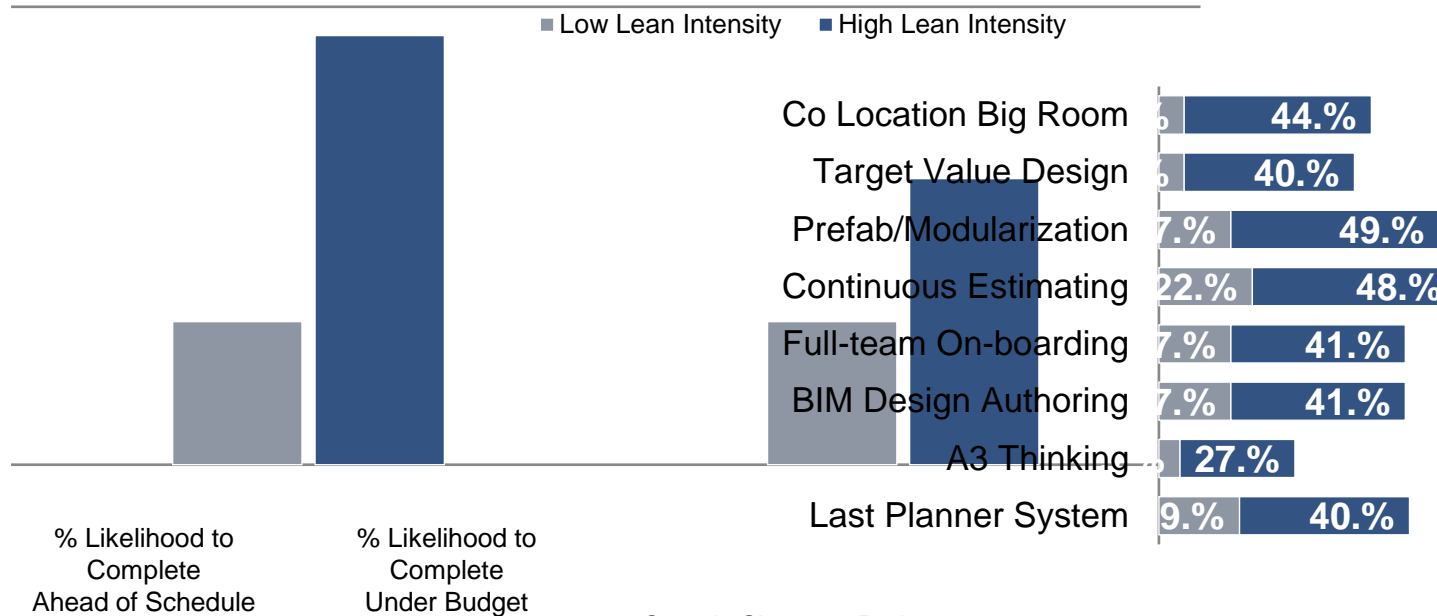 Low Lean Intensity
High Lean Intensity
Co Location Big Room
% 44.%
Target Value Design
% 40.%
Prefab/Modularization
7.% 49.%
Continuous Estimating
22.% 48.%
Full-team On-boarding
7.% 41.%
BIM Design Authoring
7.% 41.%
A3 Thinking
% 27.%
Last Planner System
9.% 40.%
% Likelihood to
Complete
Ahead of Schedule
% Likelihood to
Complete
Under Budget